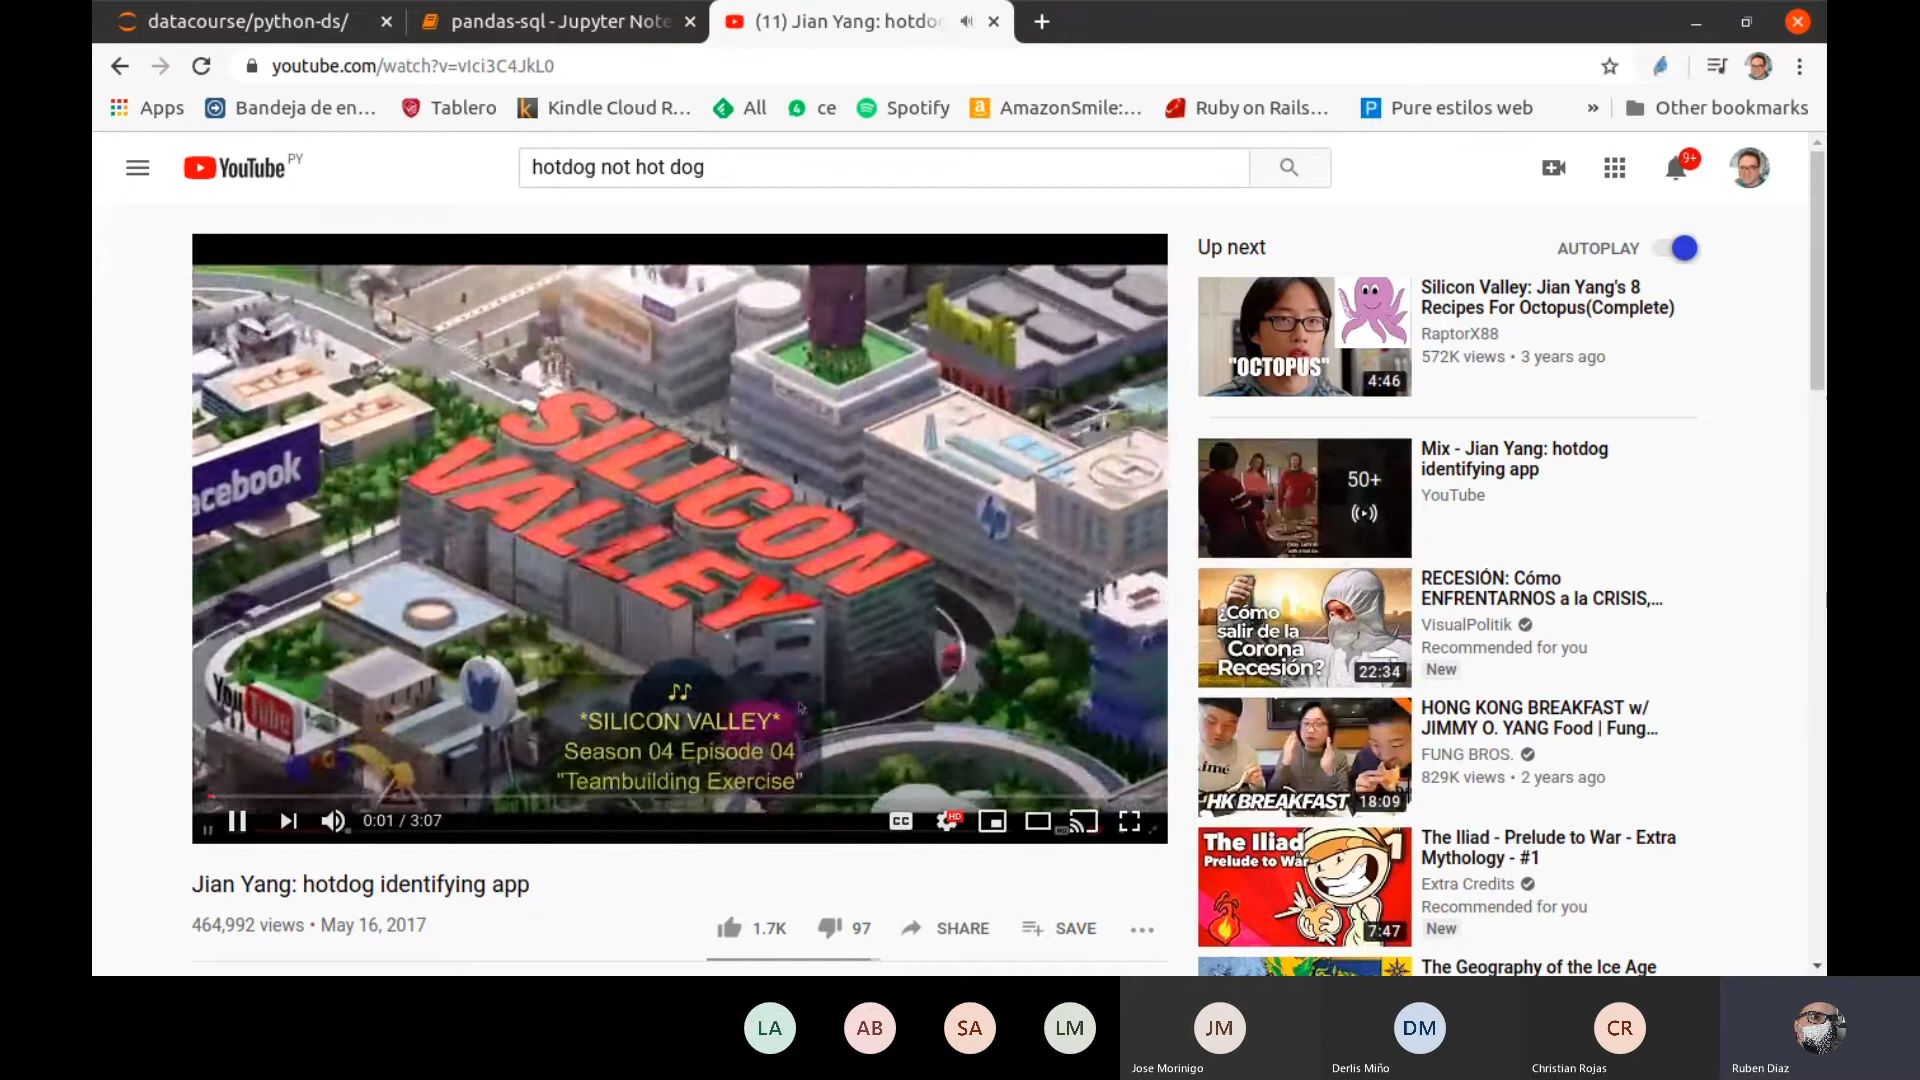 datacourse/python-ds/
pandas-sql - Jupyter Note
(11) Jian Yang: hotdo
youtube.com/watch?v=vIci3C4JkL0
Apps
Bandeja de en...
Tablero
Kindle Cloud R...
All
ce
Spotify
AmazonSmile:...
Ruby on Rails...
Pure estilos web
»
Other bookmarks
YouTube PY
hotdog not hot dog
9+
SILICON
VALLEY
acebook
You
Tube
*SILICON VALLEY*
Season 04 Episode 04
"Teambuilding Exercise"
0:01 / 3:07
CC
HD
Jian Yang: hotdog identifying app
464,992 views • May 16, 2017
1.7K
97
SHARE
SAVE
Up next
AUTOPLAY
"OCTOPUS"
4:46
Silicon Valley: Jian Yang's 8
Recipes For Octopus(Complete)
RaptorX88
572K views • 3 years ago
50+
Mix - Jian Yang: hotdog
identifying app
YouTube
¿Cómo
salir de la
Corona
Recesión?
22:34
RECESIÓN: Cómo
ENFRENTARNOS a la CRISIS,...
VisualPolitik
Recommended for you
New
HK BREAKFAST
18:09
HONG KONG BREAKFAST w/
JIMMY O. YANG Food | Fung...
FUNG BROS.
829K views • 2 years ago
The Iliad
Prelude to War
7:47
The Iliad - Prelude to War - Extra
Mythology - #1
Extra Credits
Recommended for you
New
The Geography of the Ice Age
LA
AB
SA
LM
JM
Jose Morinigo
DM
Derlis Miño
CR
Christian Rojas
Ruben Diaz